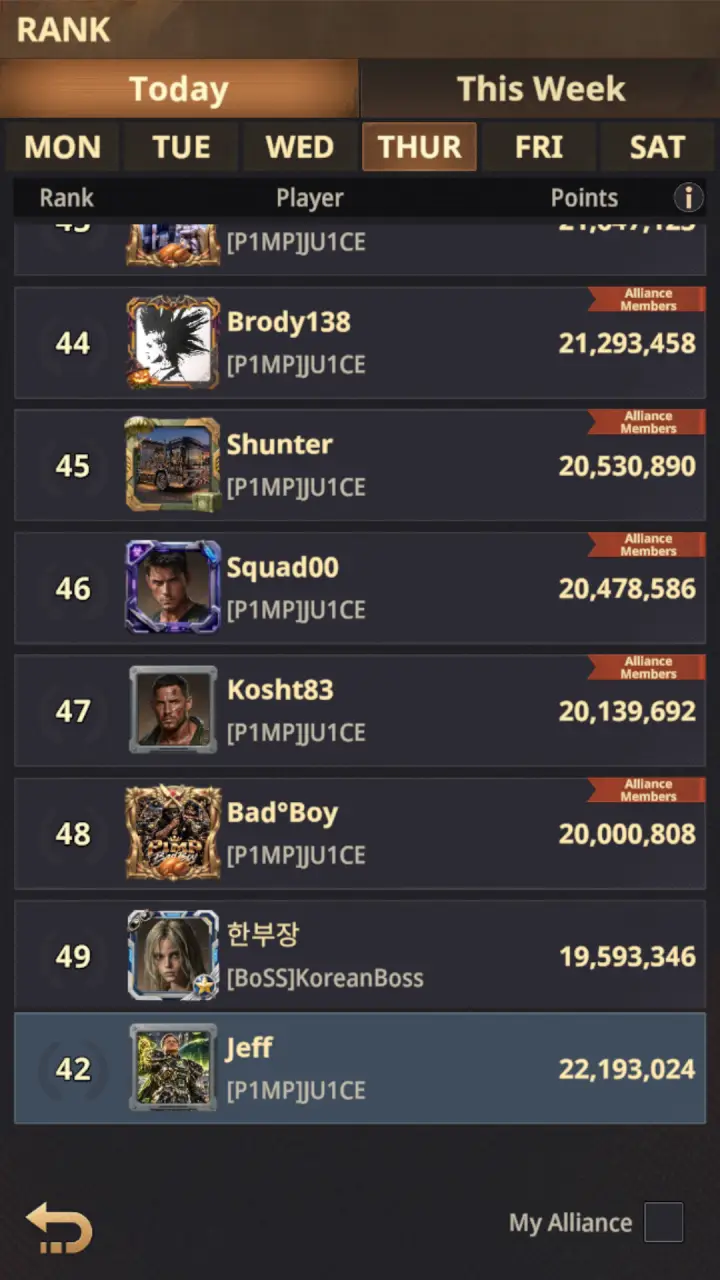 RANK
Today
This Week
MON TUE WED THUR FRI SAT
Rank Player Points
[P1MP]JU1CE
Alliance Members
44 Brody138 21,293,458
[P1MP]JU1CE
Alliance Members
45 Shunter 20,530,890
[P1MP]JU1CE
Alliance Members
46 Squad00 20,478,586
[P1MP]JU1CE
Alliance Members
47 Kosht83 20,139,692
[P1MP]JU1CE
Alliance Members
48 Bad°Boy 20,000,808
[P1MP]JU1CE
49 한부장 19,593,346
[BoSS]KoreanBoss
42 Jeff 22,193,024
[P1MP]JU1CE
My Alliance